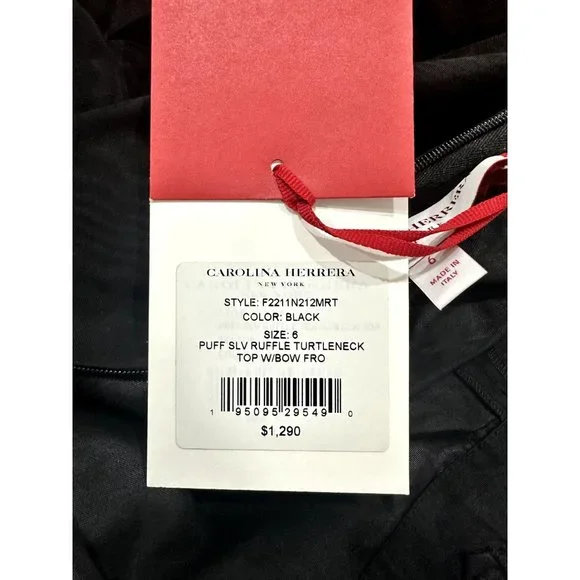 CAROLINA HERRERA
NEW YORK
STYLE: F2211N212MRT
COLOR: BLACK
SIZE: 6
PUFF SLV RUFFLE TURTLENECK
TOP W/BOW FRO
1 95095 29549 0
$1,290
HERRERA
6
MADE IN
ITALY